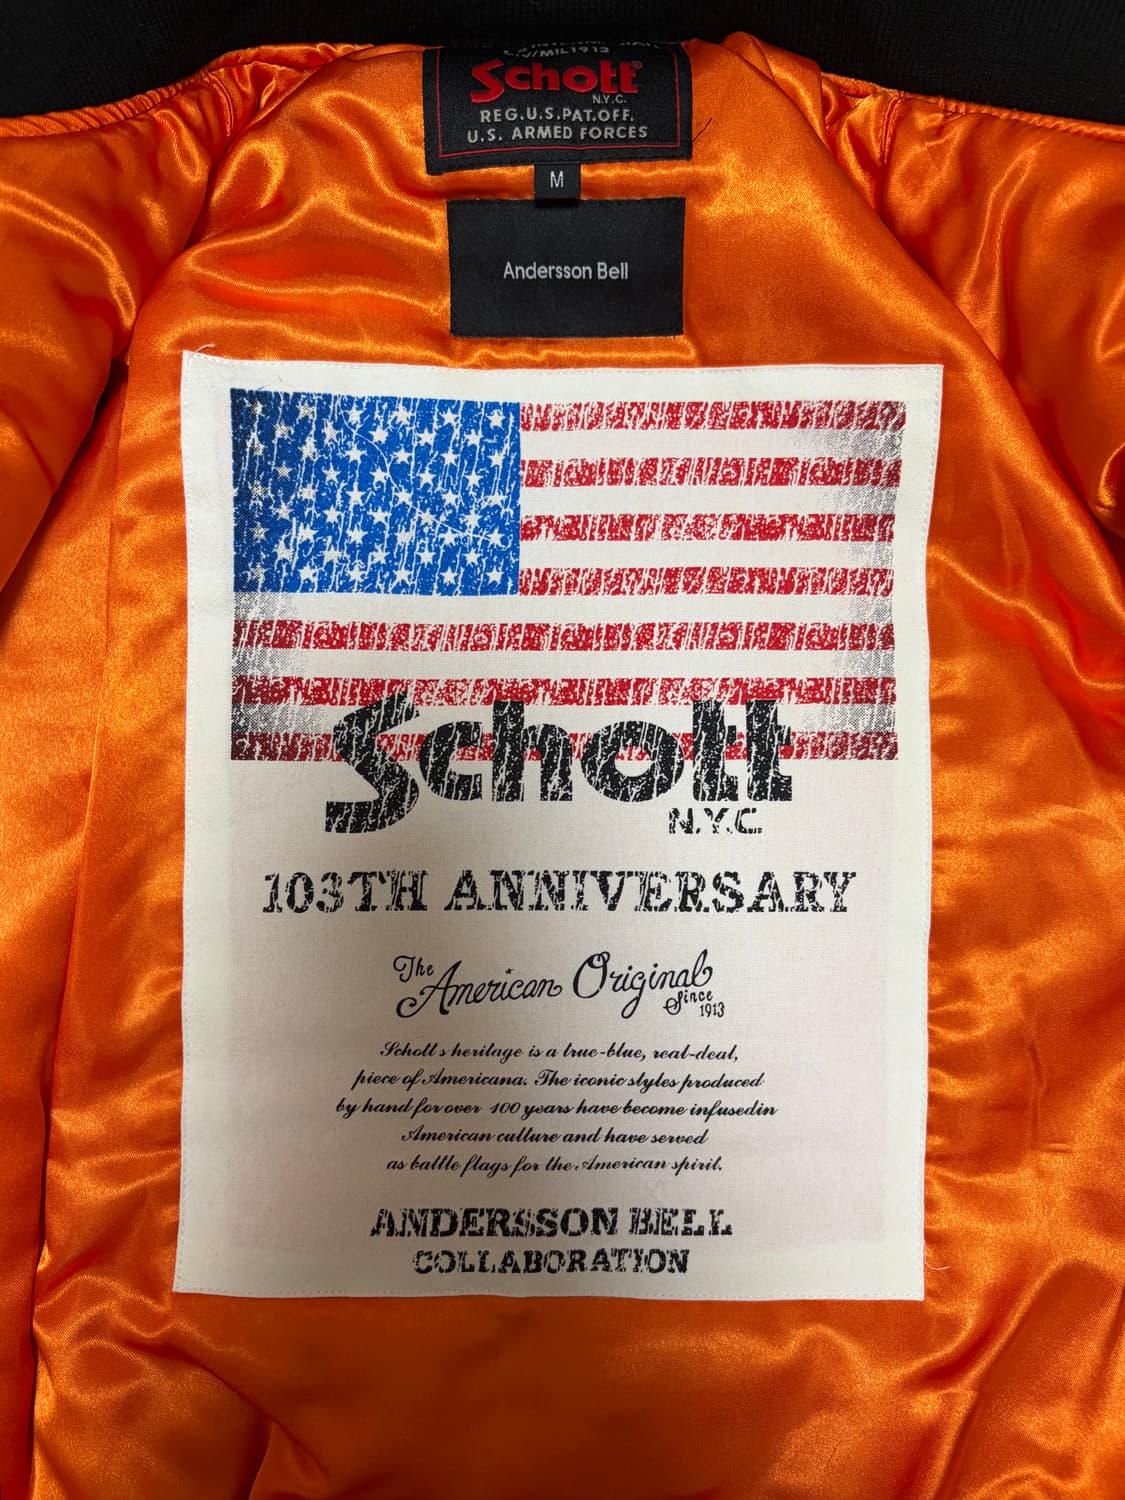 CIV/MIL1913
Schott®
N.Y.C.
REG.U.S.PAT.OFF.
U.S. ARMED FORCES
M
Andersson Bell
Schott
N.Y.C.
103TH ANNIVERSARY
The American Original
Since 1913
Schott s heritage is a true-blue, real-deal,
piece of Americana. The iconic styles produced
by hand for over 100 years have become infusedin
American culture and have served
as battle flags for the American spirit.
ANDERSSON BELL
COLLABORATION